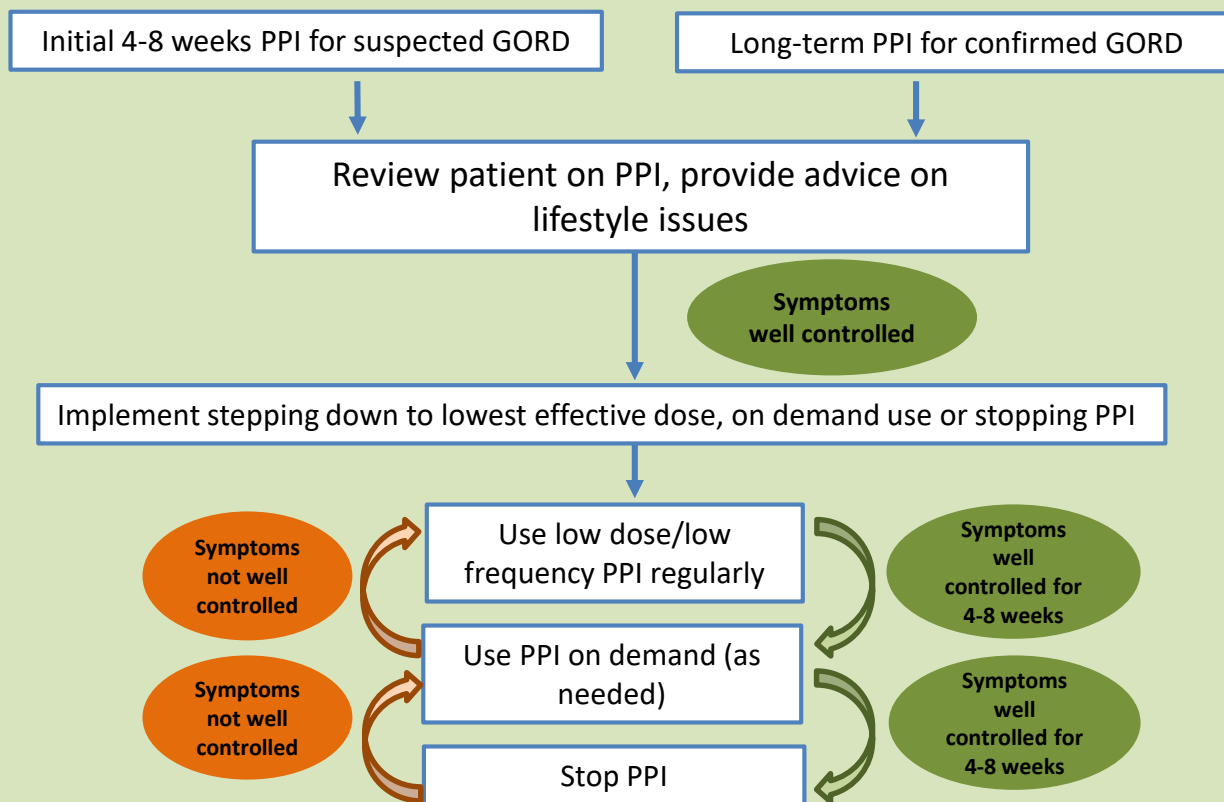 Initial 4-8 weeks PPI for suspected GORD
Long-term PPI for confirmed GORD
Review patient on PPI, provide advice on
lifestyle issues
Symptoms
well controlled
Implement stepping down to lowest effective dose, on demand use or stopping PPI
Symptoms
not well
controlled
Use low dose/low
frequency PPI regularly
Symptoms
well
controlled for
4-8 weeks
Symptoms
not well
controlled
Use PPI on demand (as
needed)
Symptoms
well
controlled for
4-8 weeks
Stop PPI